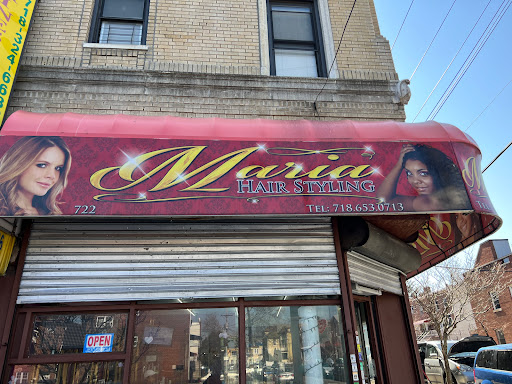 Maria
HAIR STYLING
722
TEL: 718.653.0713
OPEN